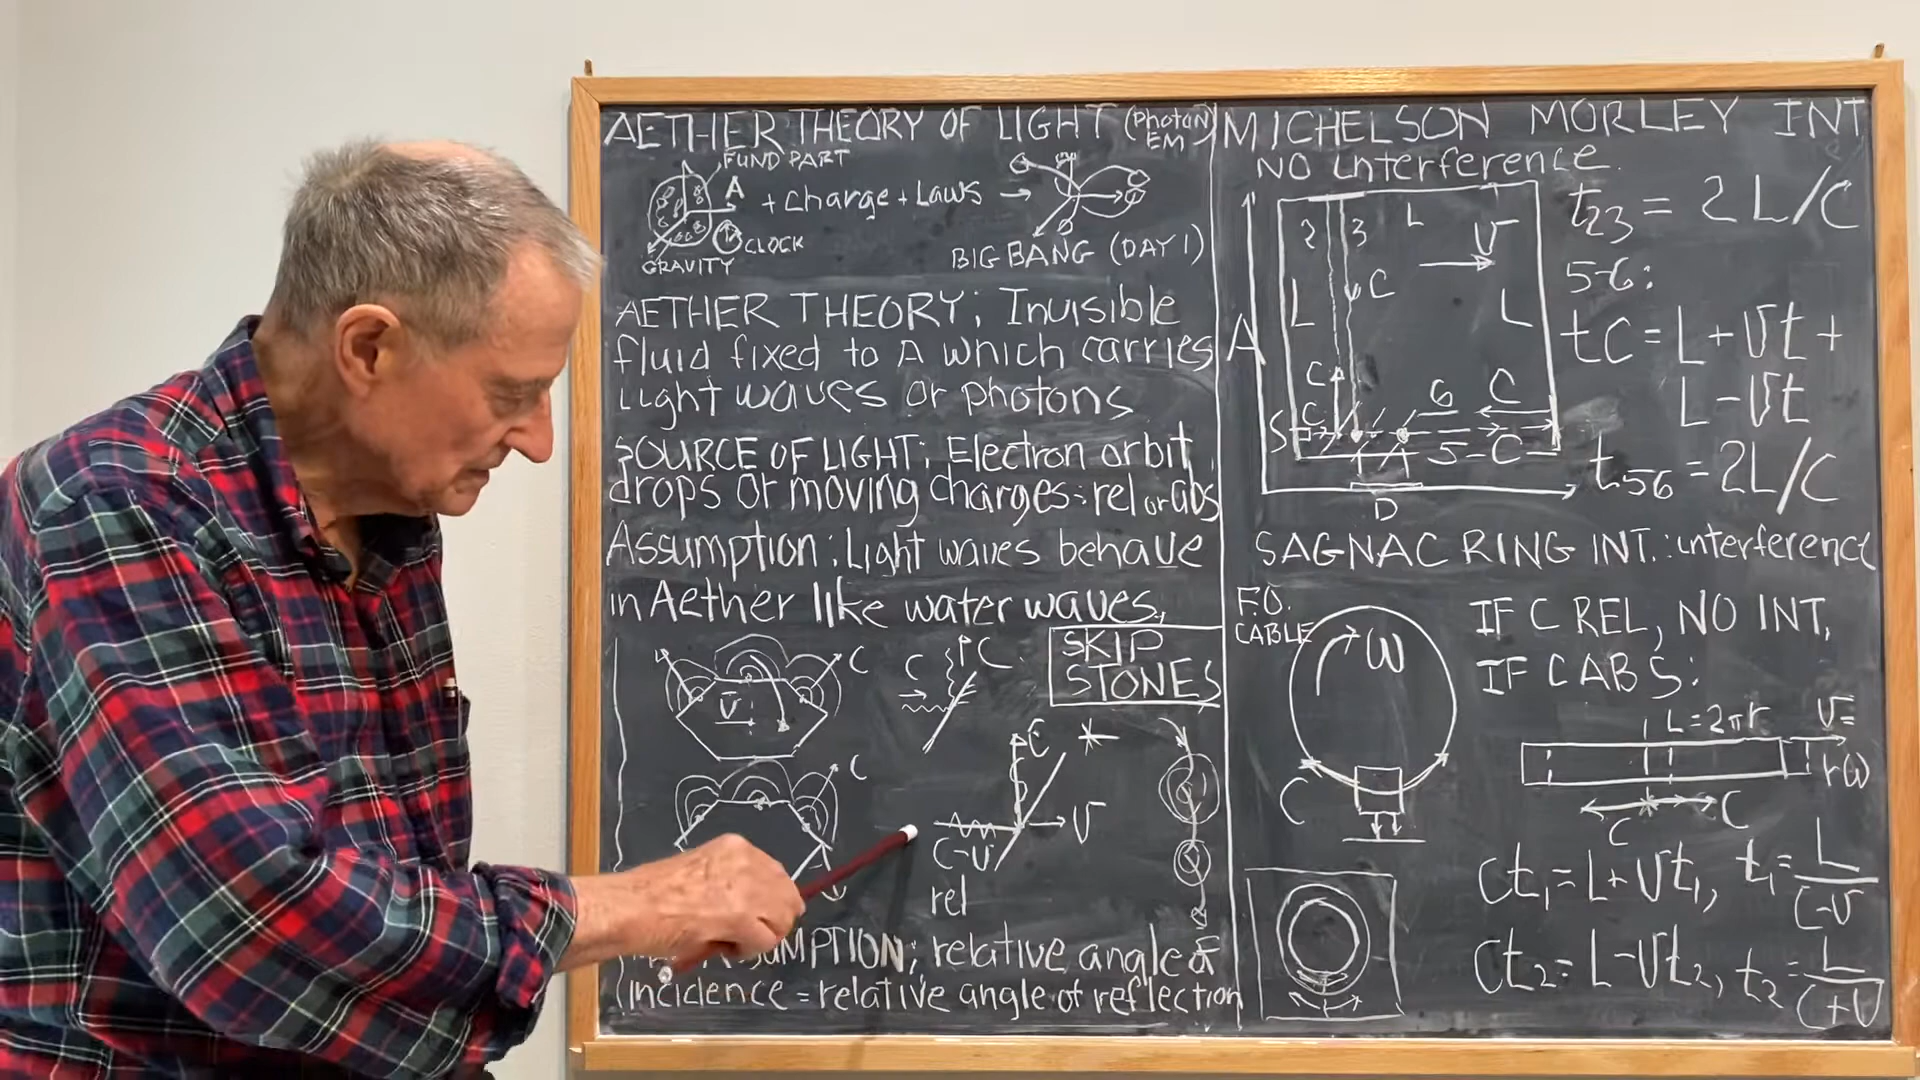 AETHER THEORY OF LIGHT (Photon
EM)
FUND PART
A
+ Charge + Laws →
CLOCK
GRAVITY
BIG BANG (DAY 1)
AETHER THEORY; Invisible
fluid fixed to A which carries
Light waves or photons
SOURCE OF LIGHT: Electron orbit
drops or moving charges: rel or abs
Assumption: Light waves behave
in Aether like water waves,
SKIP
STONES
C
V
C
C
C
C
V
C-V
rel
ASSUMPTION; relative angle of
incidence = relative angle of reflection
MICHELSON MORLEY INT
NO interference
A
2 3 L
V
L C L
C 6 C
C
S 5 C
D
t23 = 2L/C
5-6:
tC = L + Vt +
L - Vt
t56 = 2L/C
SAGNAC RING INT.: interference
F.O.
CABLE
ω
C
IF C REL, NO INT,
IF C ABS:
L = 2πr V =
rω
C C
Ct1 = L + Vt1, t1 = L/(C-V
Ct2 = L - Vt2, t2 = L/(C+V